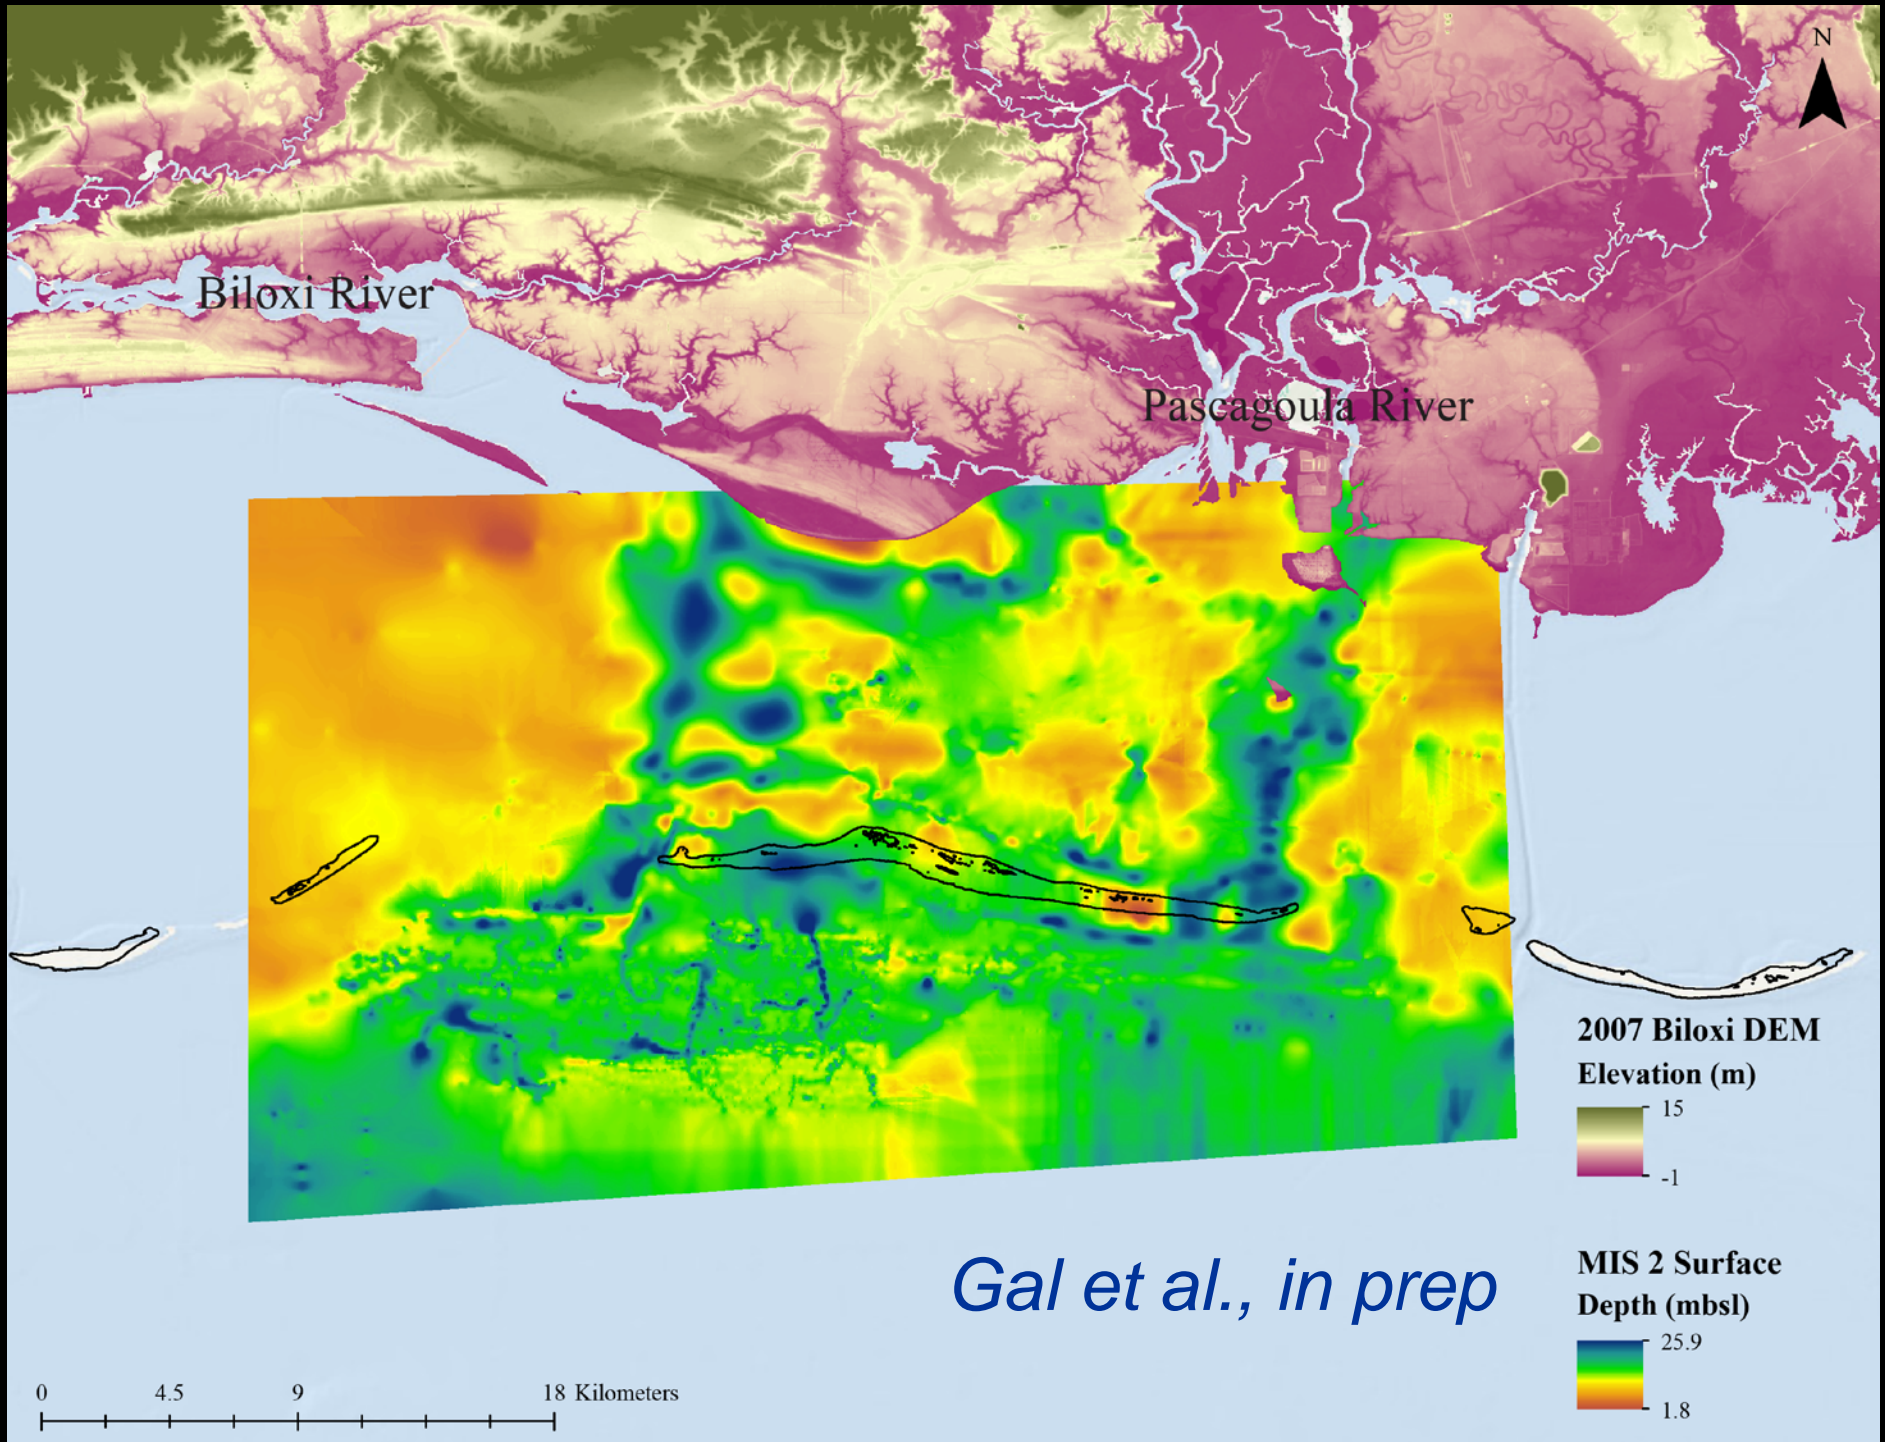 N
Biloxi River
Pascagoula River
2007 Biloxi DEM
Elevation (m)
15
-1
Gal et al., in prep
MIS 2 Surface
Depth (mbsl)
25.9
1.8
0 4.5 9 18 Kilometers